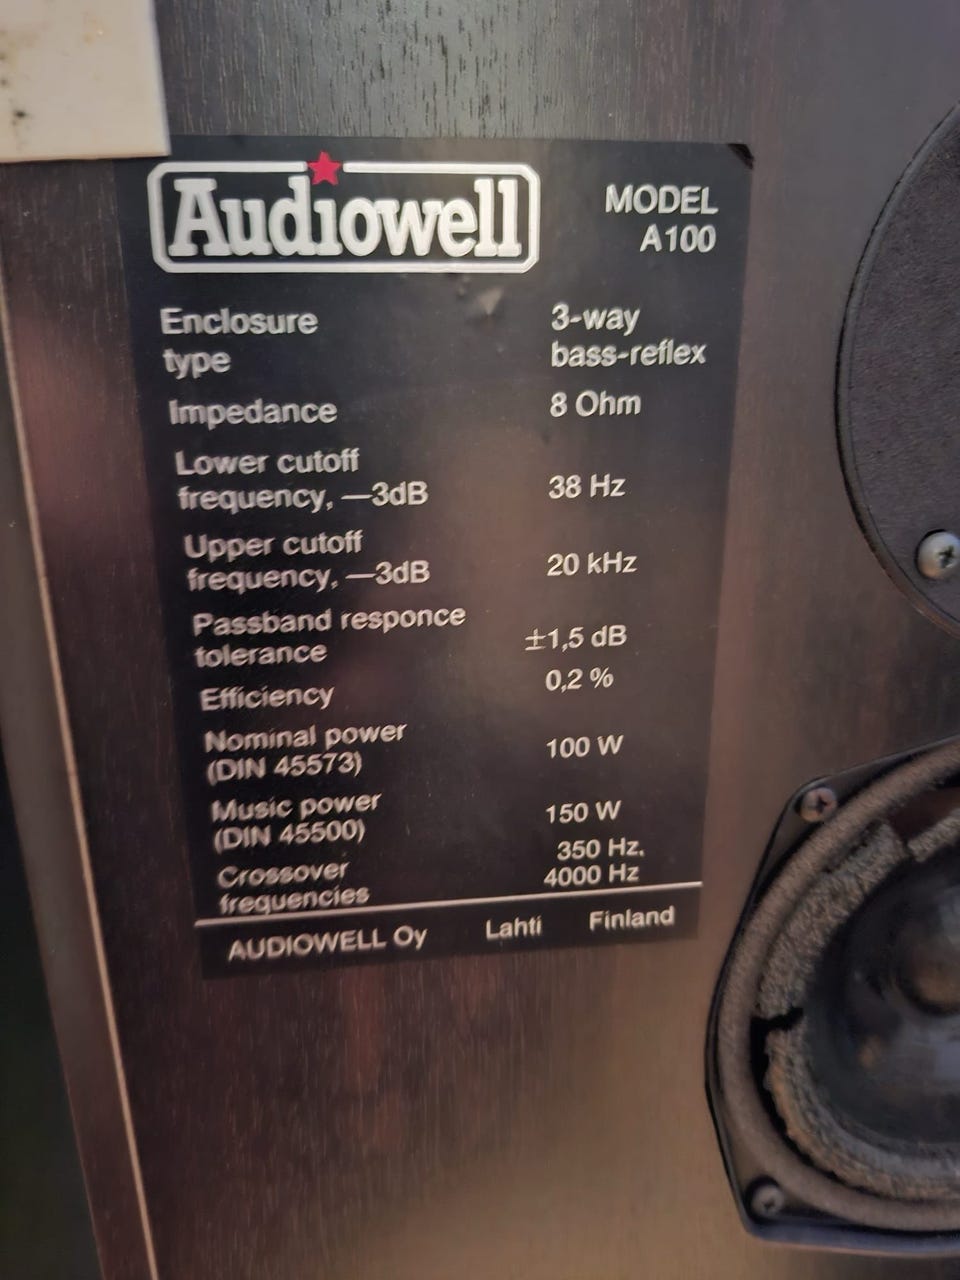 Audiowell
MODEL
A100
Enclosure type 3-way bass-reflex
Impedance 8 Ohm
Lower cutoff
frequency, —3dB 38 Hz
Upper cutoff
frequency, —3dB 20 kHz
Passband responce
tolerance ±1,5 dB
Efficiency 0,2 %
Nominal power
(DIN 45573) 100 W
Music power
(DIN 45500) 150 W
Crossover 350 Hz.
frequencies 4000 Hz
AUDIOWELL Oy Lahti Finland